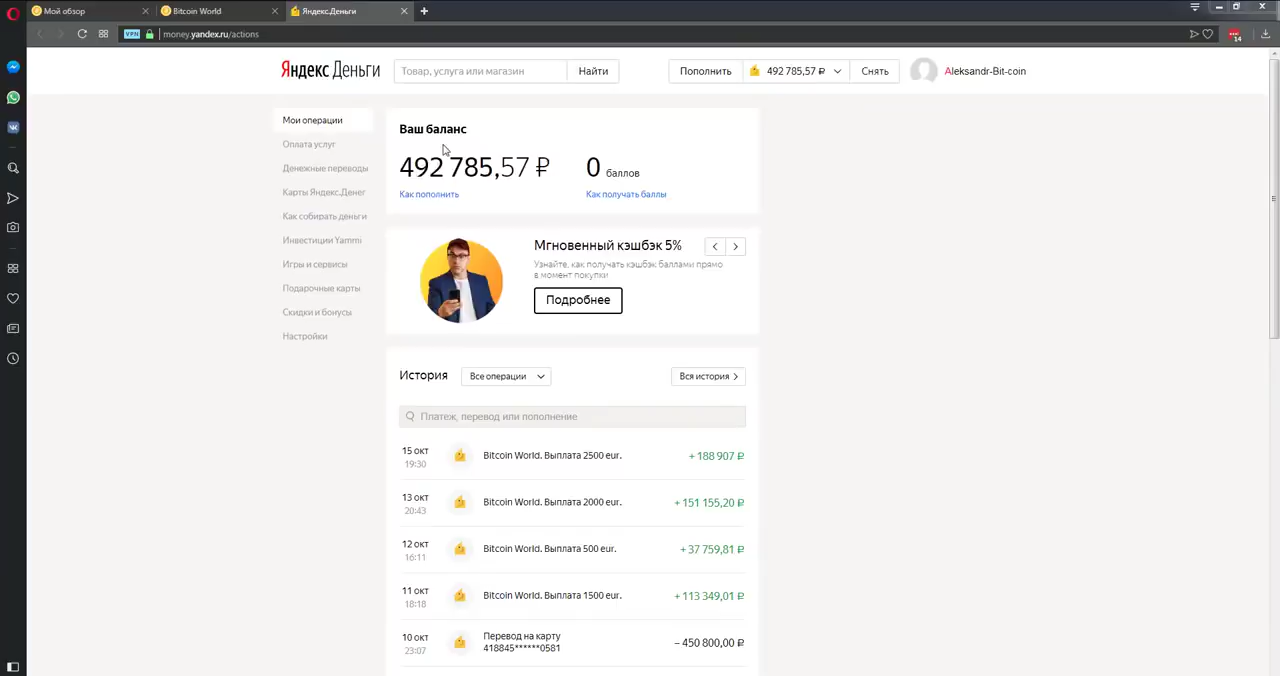 Мой обзор
Bitcoin World
Яндекс.Деньги
VPN
money.yandex.ru/actions
14
Яндекс Деньги
Товар, услуга или магазин
Найти
Пополнить
492 785,57 ₽
Снять
Aleksandr-Bit-coin
Мои операции
Оплата услуг
Денежные переводы
Карты Яндекс.Денег
Как собирать деньги
Инвестиции Yammi
Игры и сервисы
Подарочные карты
Скидки и бонусы
Настройки
Ваш баланс
492 785,57 ₽
0 баллов
Как пополнить
Как получать баллы
Мгновенный кэшбэк 5%
Узнайте, как получать кэшбэк баллами прямо
в момент покупки
Подробнее
История
Все операции
Вся история
Платеж, перевод или пополнение
15 окт
19:30
Bitcoin World. Выплата 2500 eur.
+ 188 907 ₽
13 окт
20:43
Bitcoin World. Выплата 2000 eur.
+ 151 155,20 ₽
12 окт
16:11
Bitcoin World. Выплата 500 eur.
+ 37 759,81 ₽
11 окт
18:18
Bitcoin World. Выплата 1500 eur.
+ 113 349,01 ₽
10 окт
23:07
Перевод на карту
418845******0581
– 450 800,00 ₽